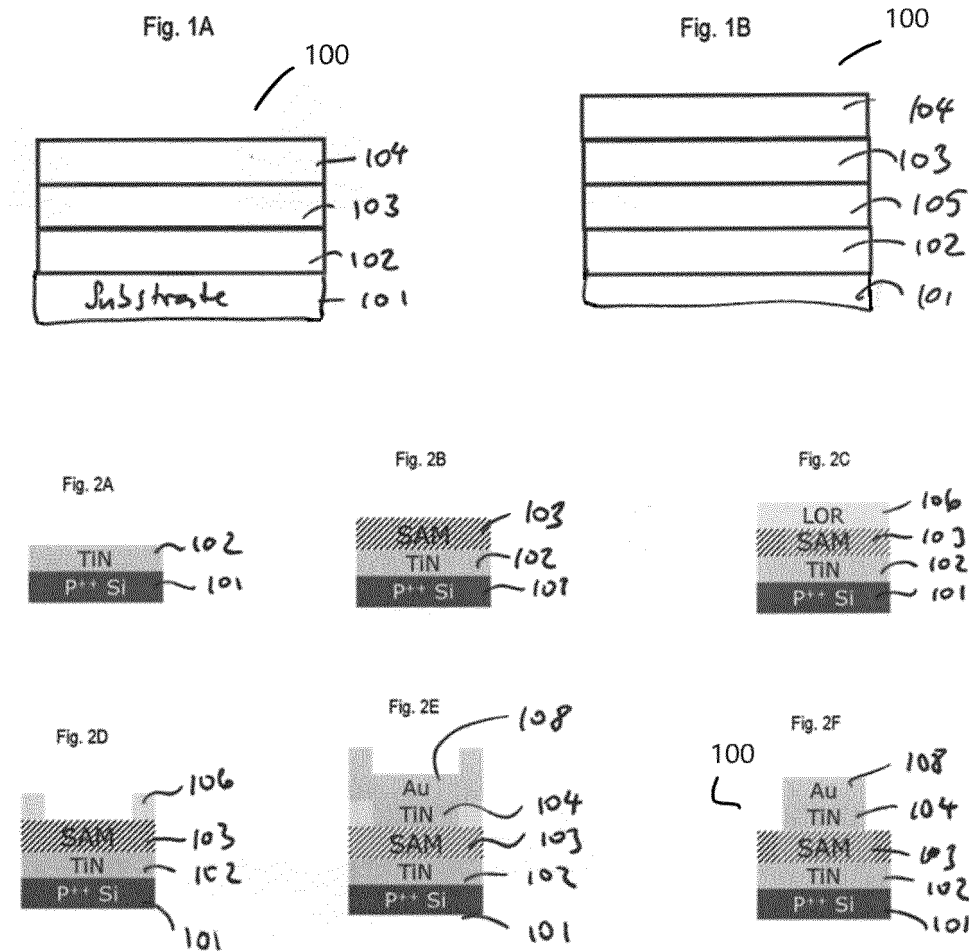 Fig. 1A
100
104
103
102
Substrate 101
Fig. 1B
100
104
103
105
102
101
Fig. 2A
TiN 102
P++ Si 101
Fig. 2B
SAM 103
TiN 102
P++ Si 101
Fig. 2C
LOR 106
SAM 103
TiN 102
P++ Si 101
Fig. 2D
106
SAM 103
TiN 102
P++ Si
101
Fig. 2E
108
Au
TiN 104
SAM 103
TiN 102
P++ Si
101
Fig. 2F
100
108
Au
TiN 104
SAM 103
TiN 102
P++ Si 101